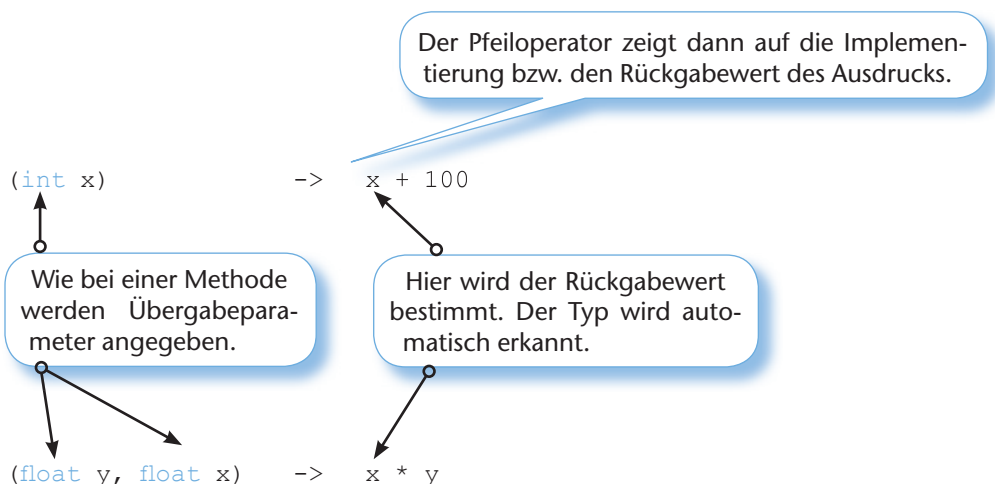 Der Pfeiloperator zeigt dann auf die Implemen-
tierung bzw. den Rückgabewert des Ausdrucks.
(int x) -> x + 100
Wie bei einer Methode
werden Übergabepara-
meter angegeben.
Hier wird der Rückgabewert
bestimmt. Der Typ wird auto-
matisch erkannt.
(float y, float x) -> x * y